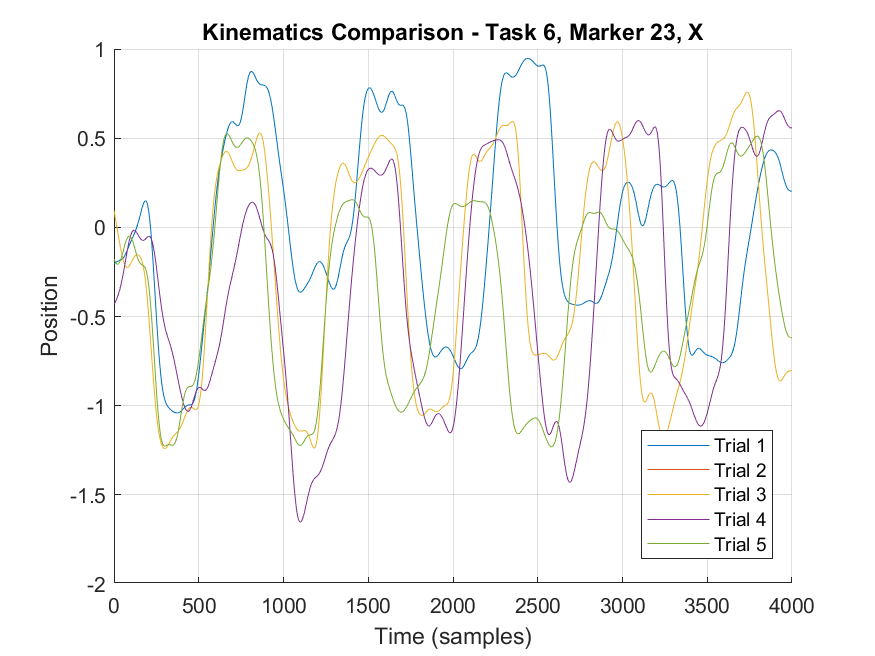 Kinematics Comparison - Task 6, Marker 23, X
1
0.5
0
-0.5
-1
-1.5
-2
Position
0 500 1000 1500 2000 2500 3000 3500 4000
Time (samples)
Trial 1
Trial 2
Trial 3
Trial 4
Trial 5